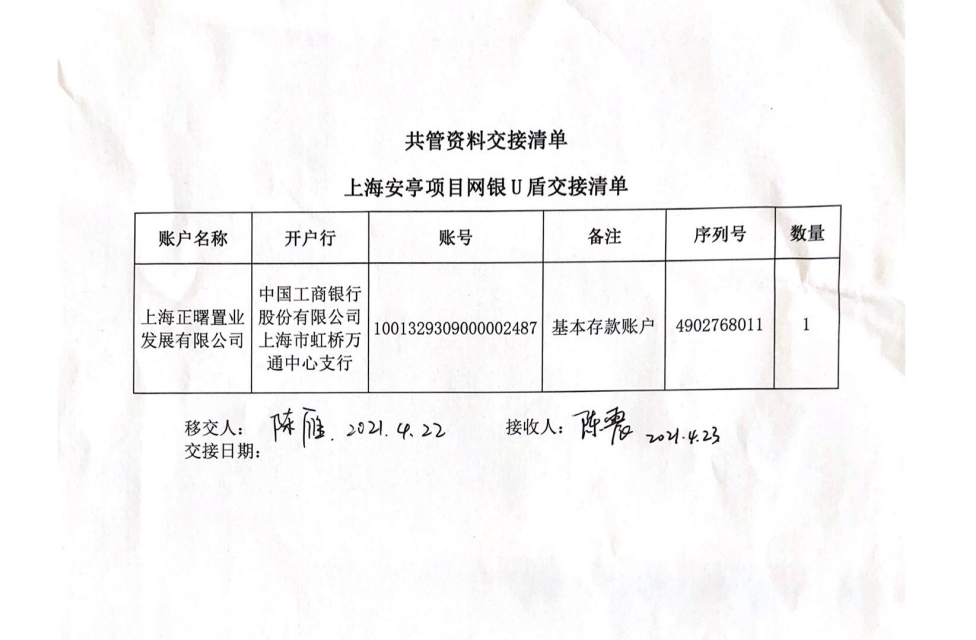 共管资料交接清单
上海安亭项目网银U盾交接清单
账户名称 开户行 账号 备注 序列号 数量
上海正曙置业
发展有限公司
中国工商银行
股份有限公司
上海市虹桥万
通中心支行
1001329309000002487
基本存款账户
4902768011
1
移交人： 陈雁. 2021.4.22
接收人： 陈震 2021.4.23
交接日期：